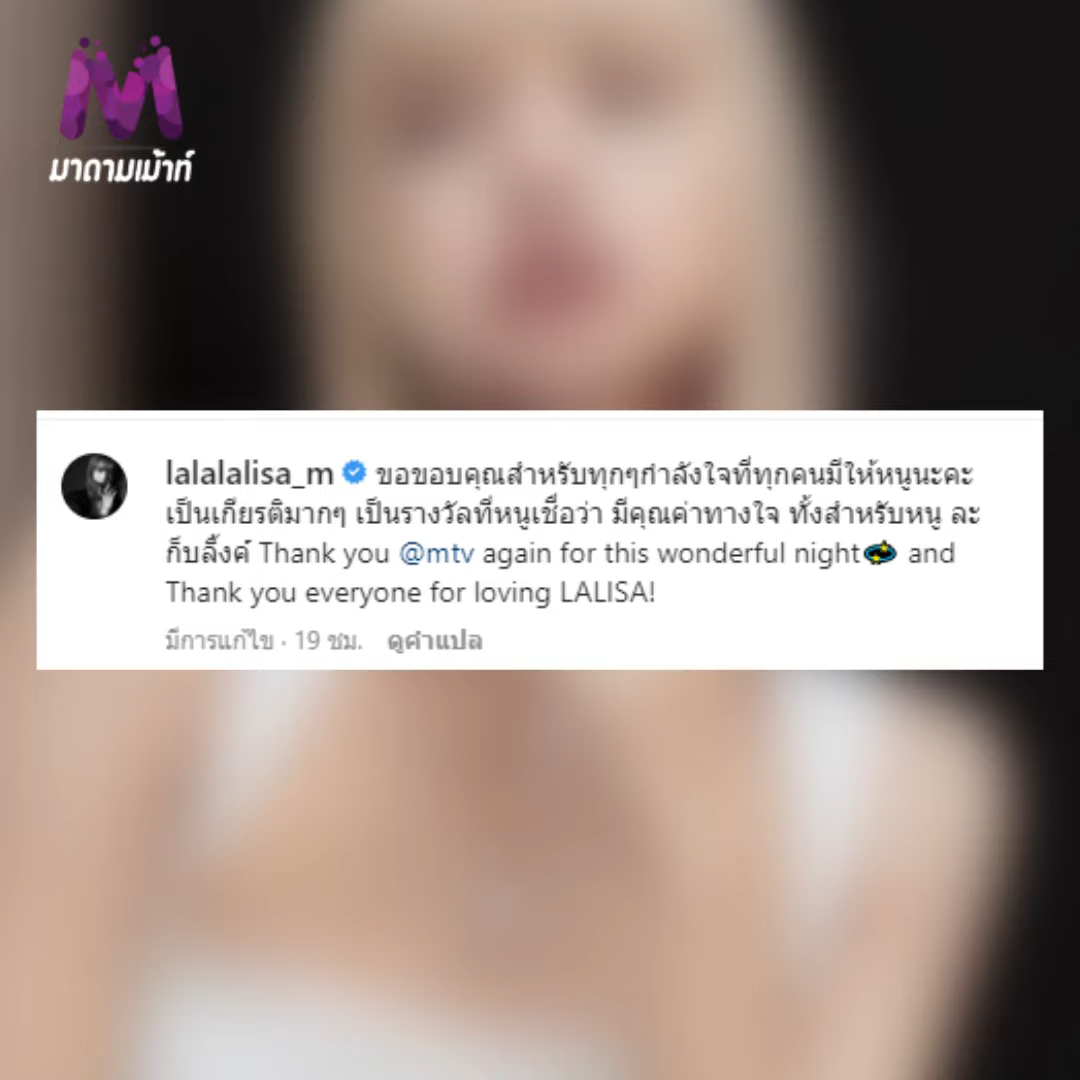 มาดามเม้าท์
lalalalisa_m ขอขอบคุณสำหรับทุกๆกำลังใจที่ทุกคนมีให้หนูนะคะ
เป็นเกียรติมากๆ เป็นรางวัลที่หนูเชื่อว่า มีคุณค่าทางใจ ทั้งสำหรับหนู ละ
ก็บลิ้งค์ Thank you @mtv again for this wonderful night💫 and
Thank you everyone for loving LALISA!
มีการแก้ไข · 19 ชม. ดูคำแปล